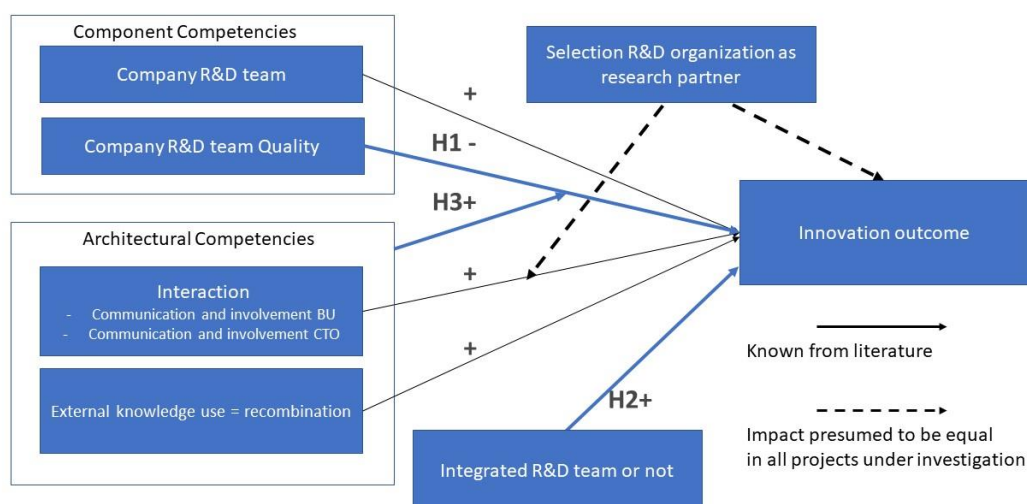 Component Competencies
Company R&D team
Company R&D team Quality
Selection R&D organization as
research partner
+
H1 -
H3+
Architectural Competencies
Interaction
- Communication and involvement BU
- Communication and involvement CTO
+
+
External knowledge use = recombination
Innovation outcome
H2+
Integrated R&D team or not
Known from literature
Impact presumed to be equal
in all projects under investigation